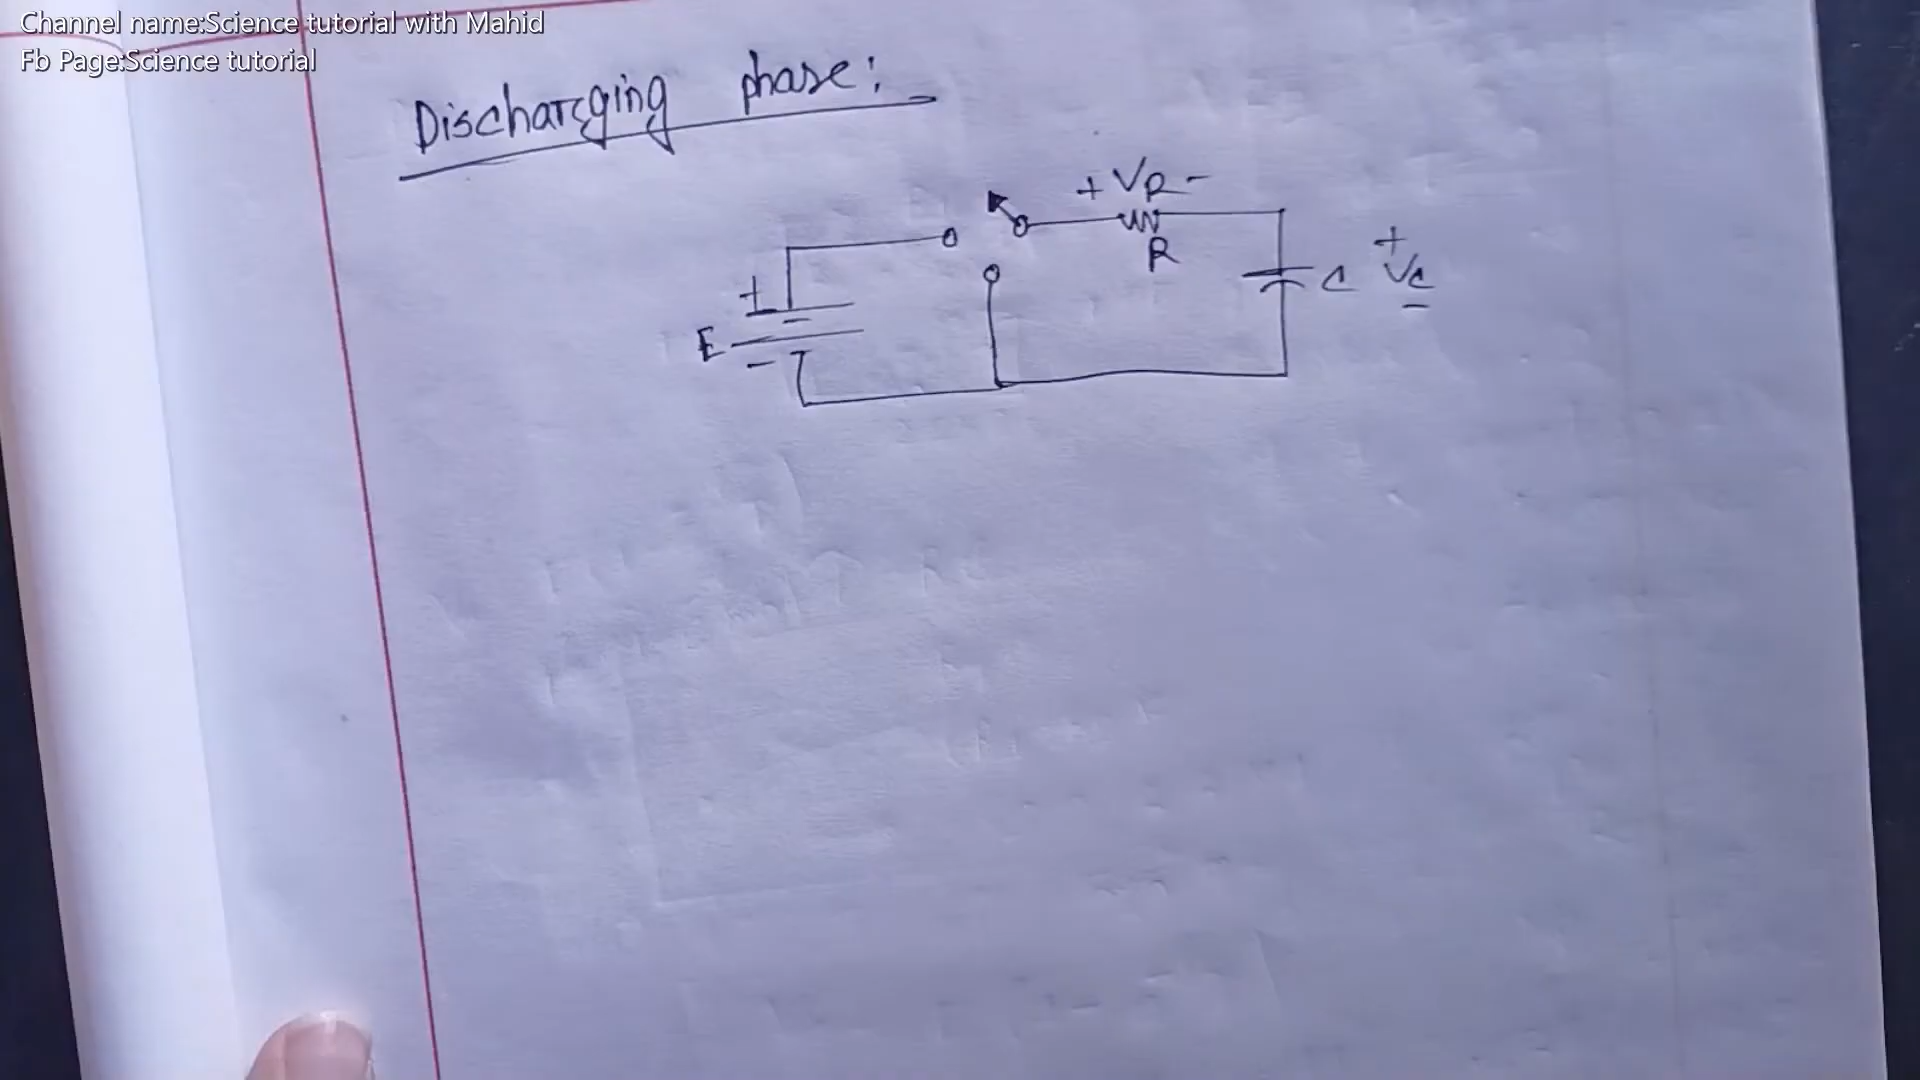 Channel name:Science tutorial with Mahid
Fb Page:Science tutorial
Discharging phase:
+ VR -
R
+
E
-
C
+
Vc
-